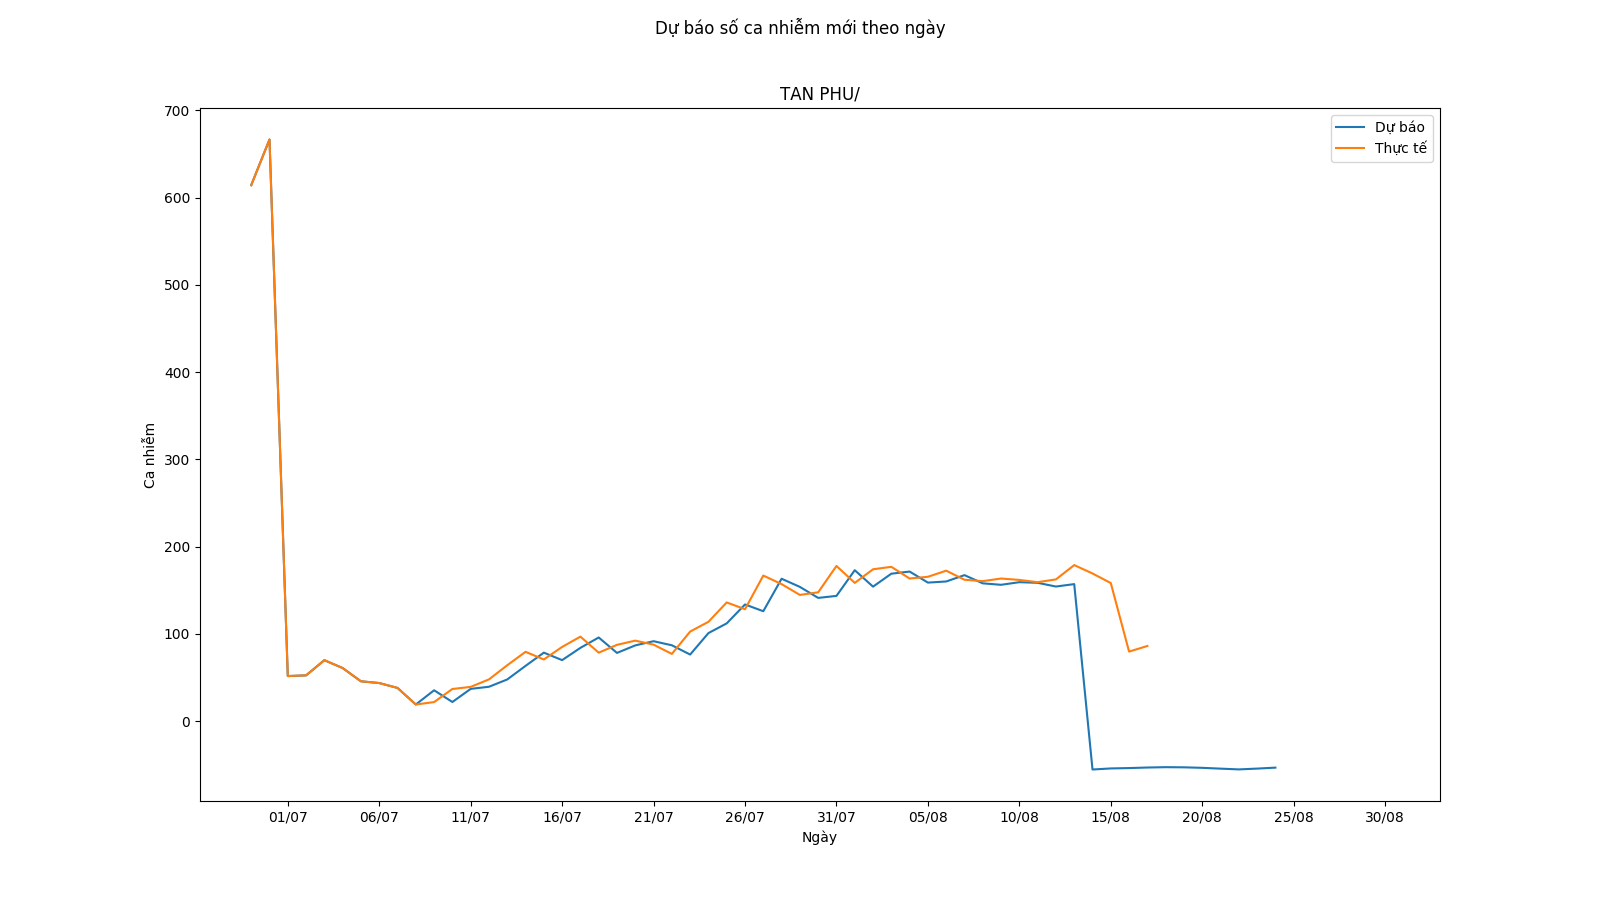 Dự báo số ca nhiễm mới theo ngày
TAN PHU/
700
600
500
400
300
200
100
0
Ca nhiễm
Dự báo
Thực tế
01/07 06/07 11/07 16/07 21/07 26/07 31/07 05/08 10/08 15/08 20/08 25/08 30/08
Ngày